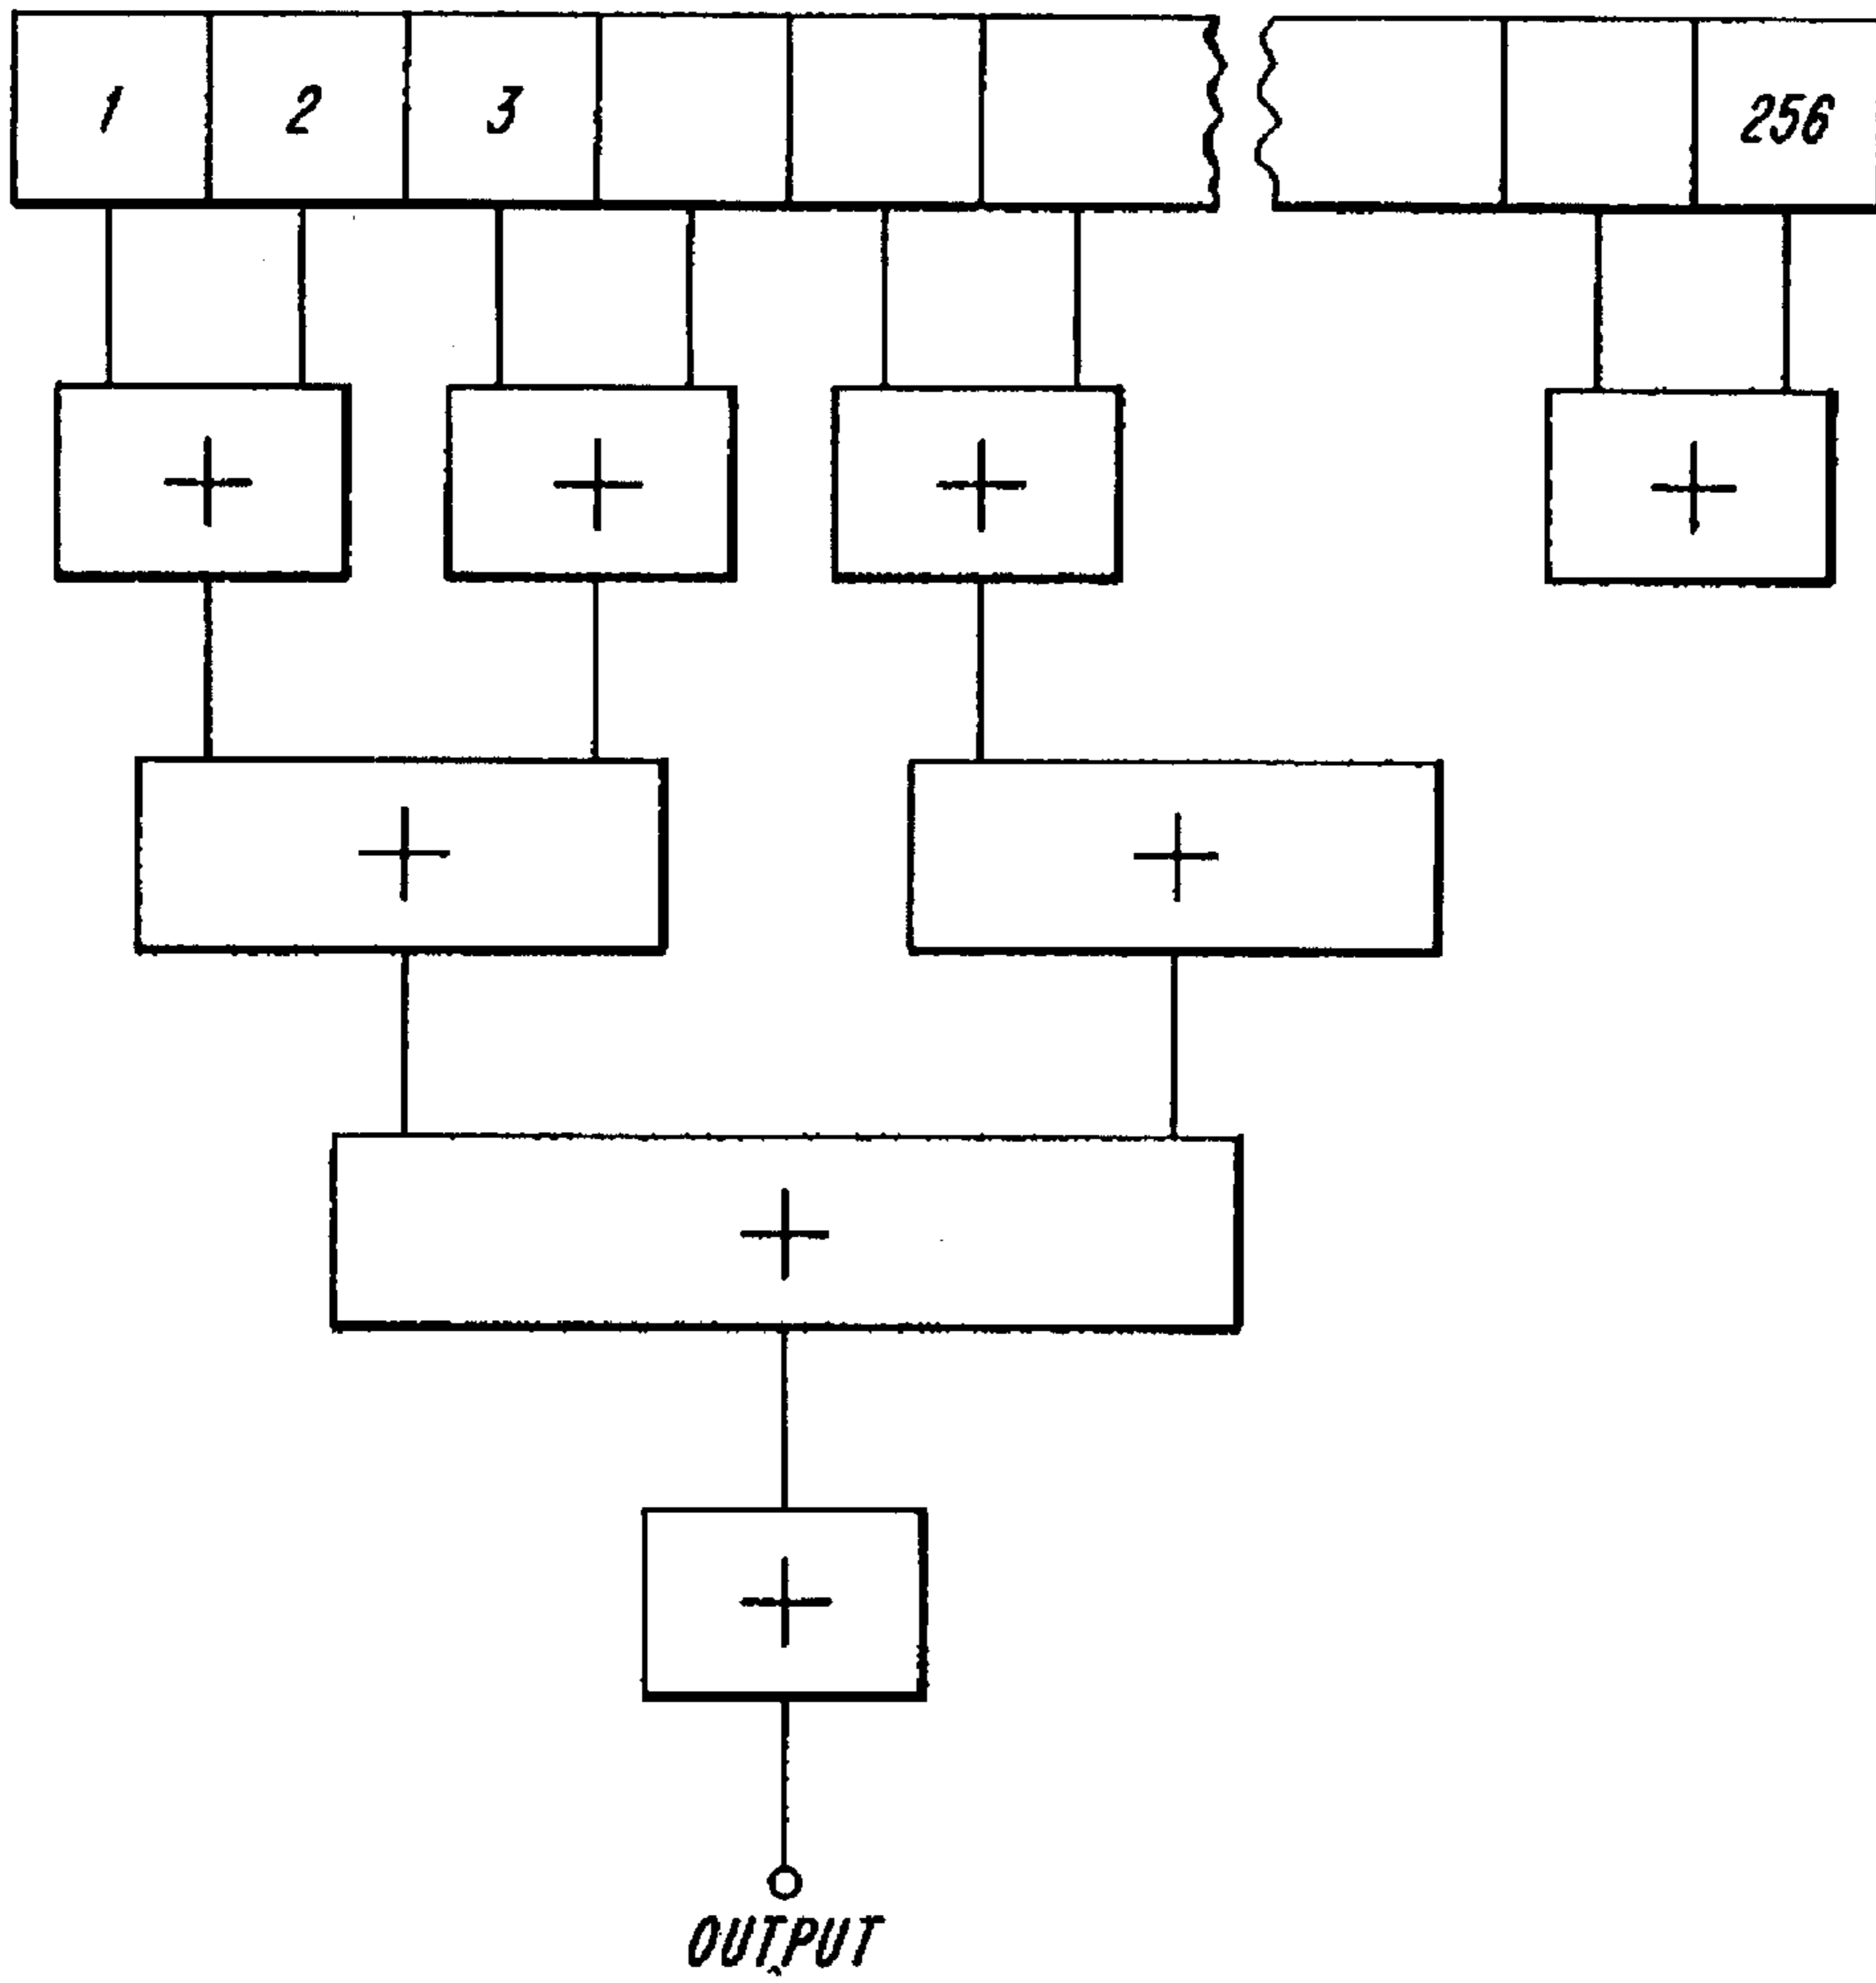 1 2 3 256
+ + + +
+ +
+
+
OUTPUT